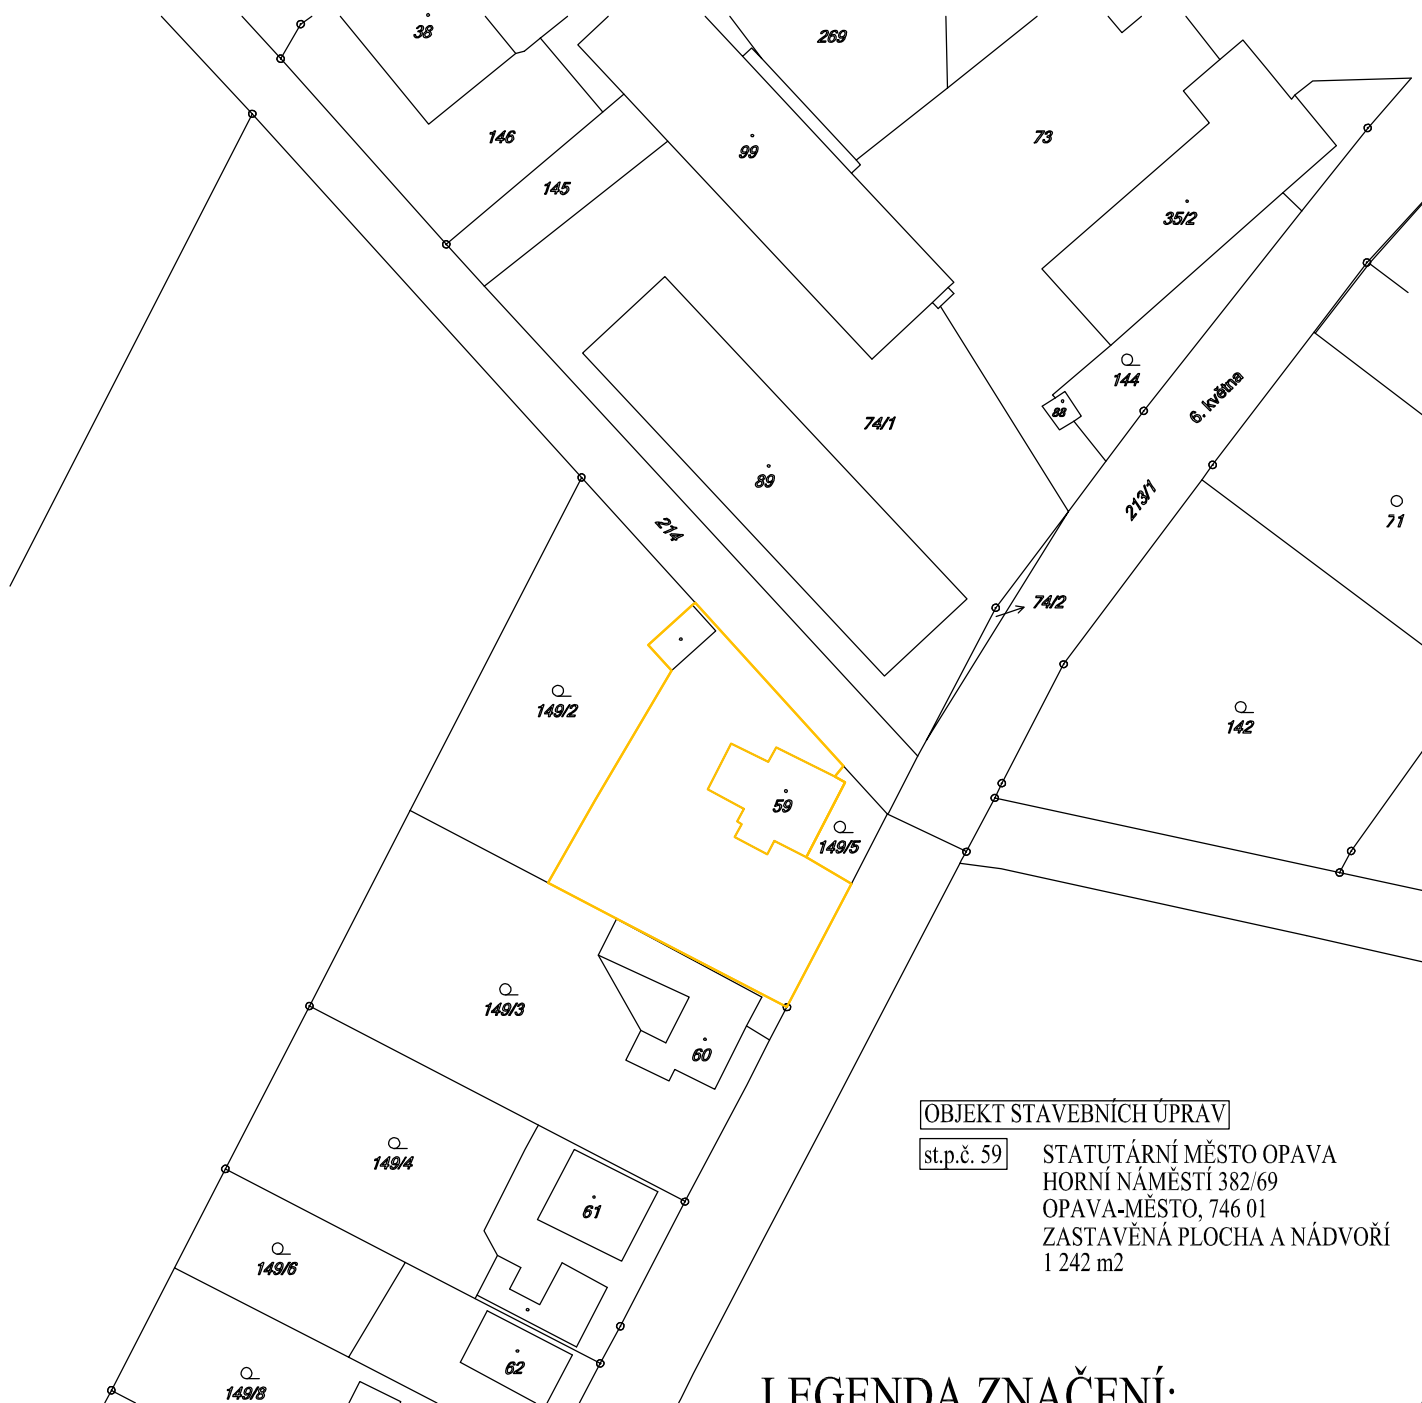 38
269
146
99
73
145
35/2
144
88
6. května
74/1
89
213/1
71
214
74/2
149/2
142
59
149/5
149/3
60
OBJEKT STAVEBNÍCH ÚPRAV
st.p.č. 59
STATUTÁRNÍ MĚSTO OPAVA
HORNÍ NÁMĚSTÍ 382/69
OPAVA-MĚSTO, 746 01
ZASTAVĚNÁ PLOCHA A NÁDVOŘÍ
1 242 m2
149/4
61
149/6
62
149/8
LEGENDA ZNAČENÍ: